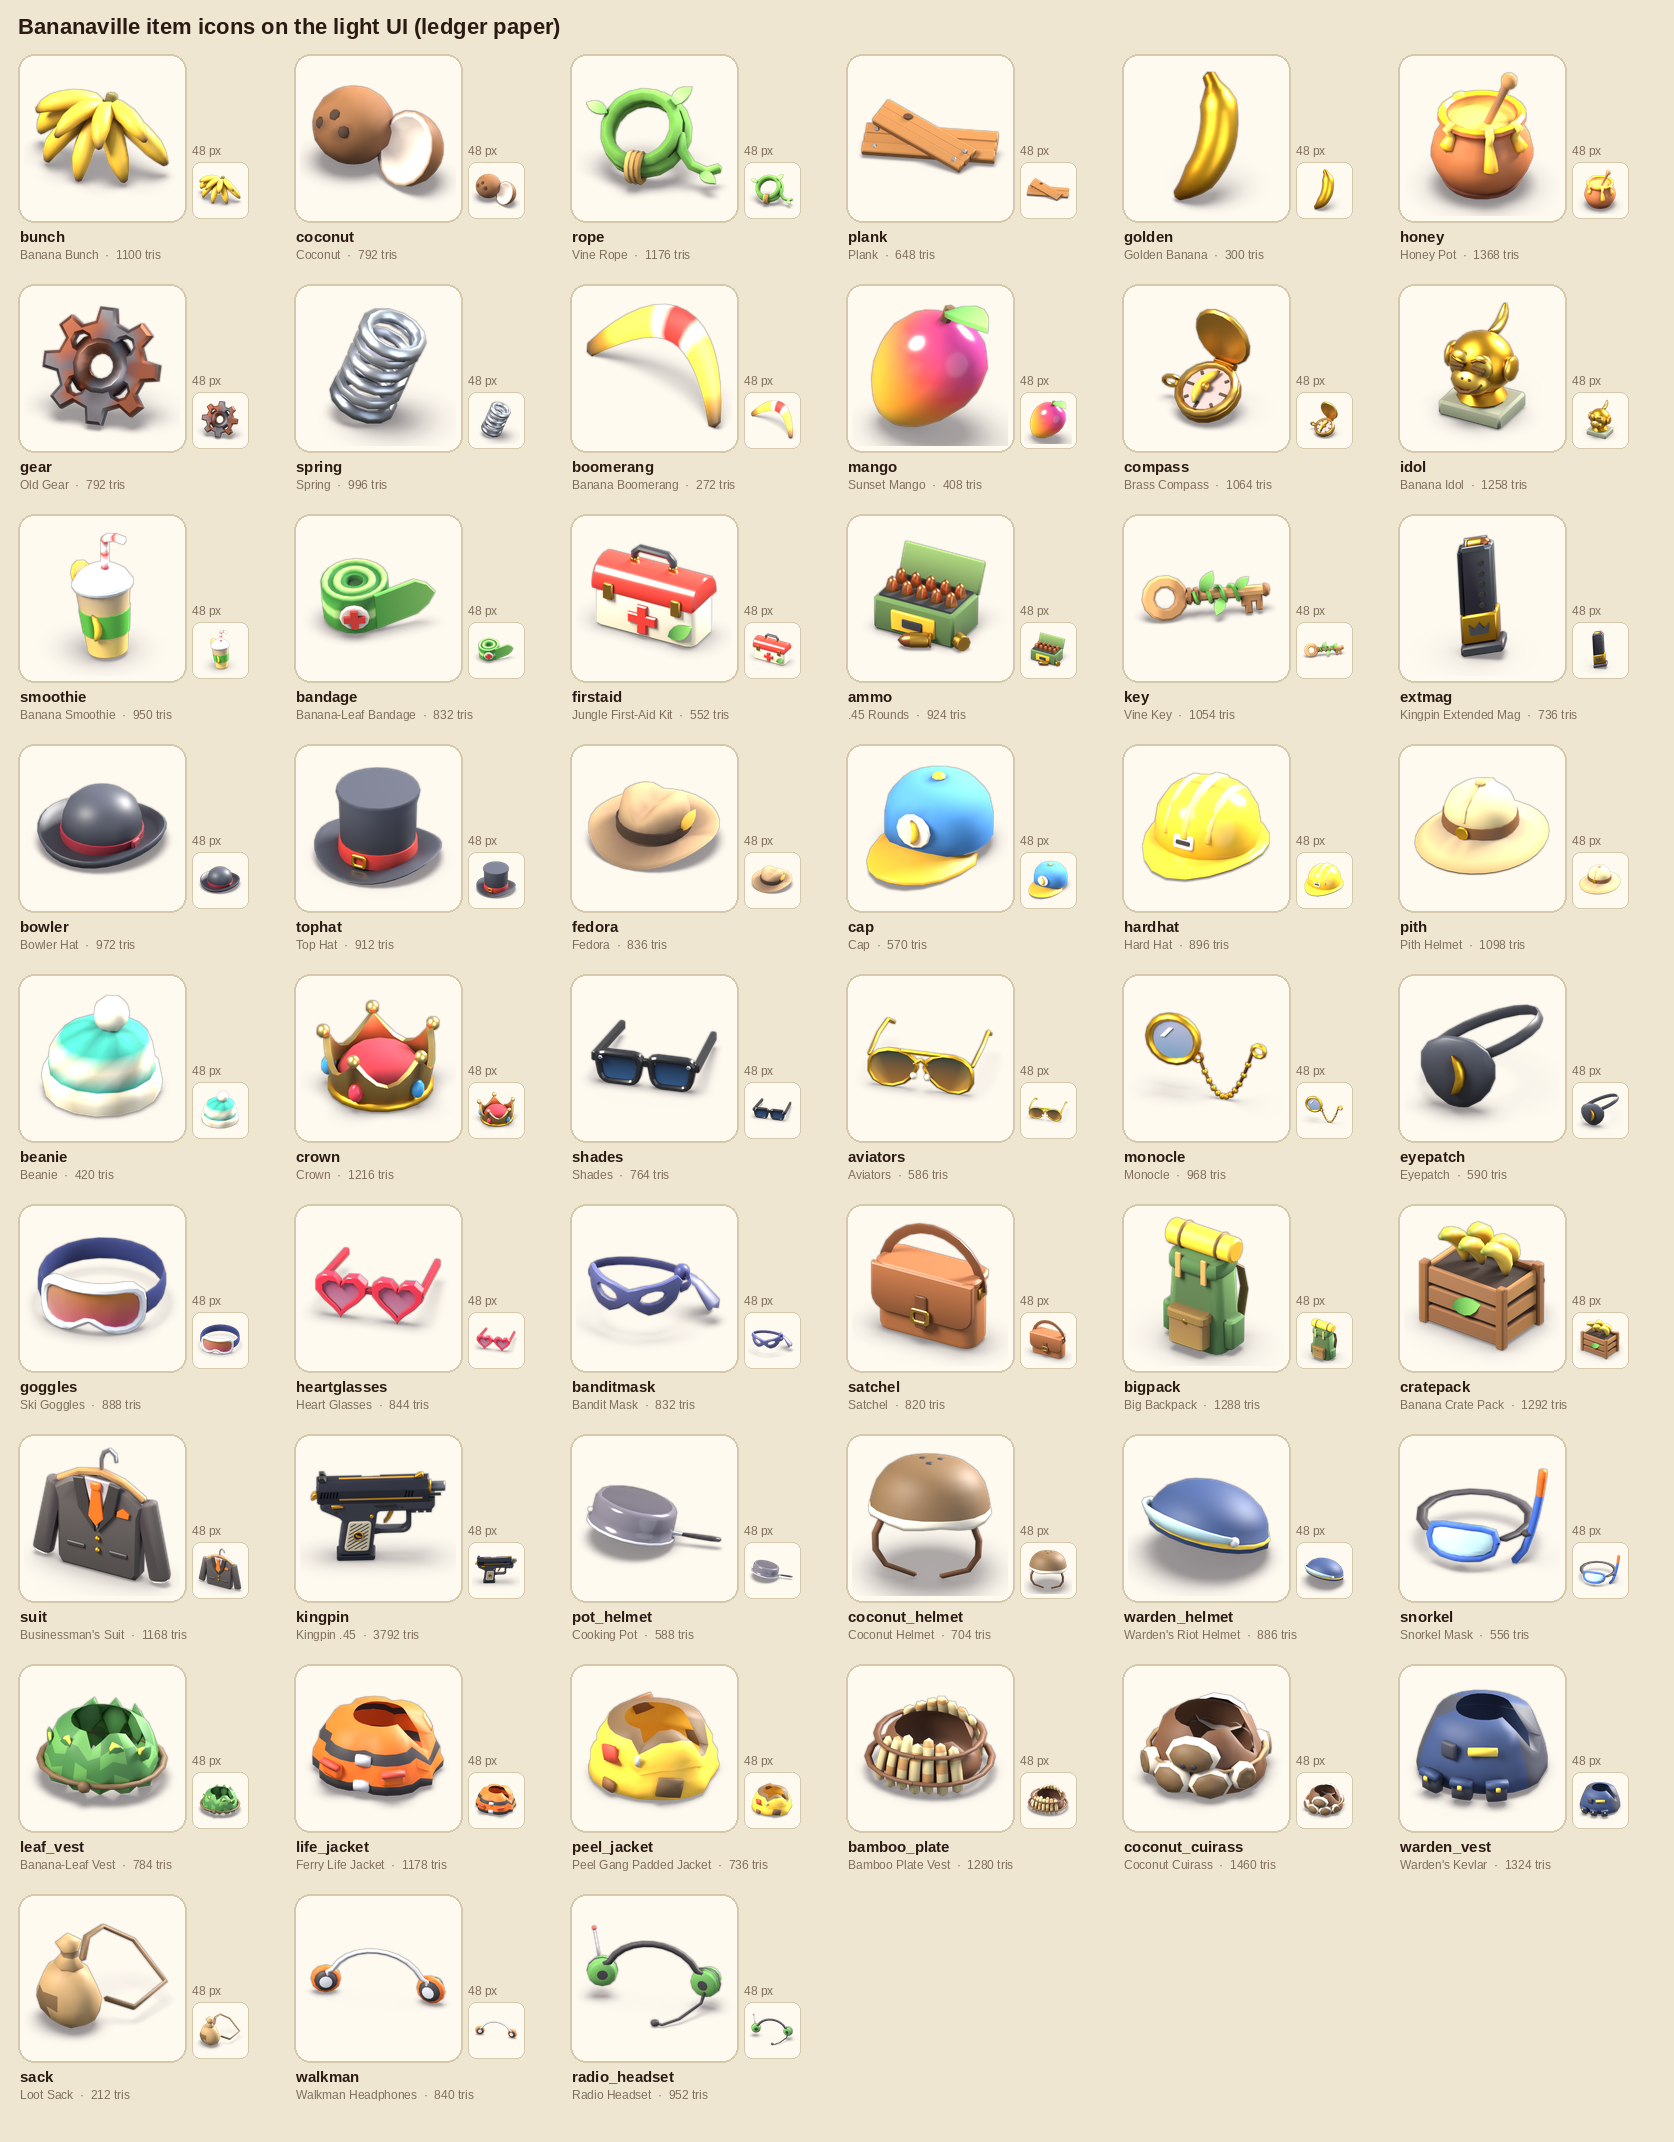 Bananaville item icons on the light UI (ledger paper)
48 px 48 px 48 px 48 px 48 px 48 px
bunch coconut rope plank golden honey
Banana Bunch · 1100 tris Coconut · 792 tris Vine Rope · 1176 tris Plank · 648 tris Golden Banana · 300 tris Honey Pot · 1368 tris
48 px 48 px 48 px 48 px 48 px 48 px
gear spring boomerang mango compass idol
Old Gear · 792 tris Spring · 996 tris Banana Boomerang · 272 tris Sunset Mango · 408 tris Brass Compass · 1064 tris Banana Idol · 1258 tris
48 px 48 px 48 px 48 px 48 px 48 px
smoothie bandage firstaid ammo key extmag
Banana Smoothie · 950 tris Banana-Leaf Bandage · 832 tris Jungle First-Aid Kit · 552 tris .45 Rounds · 924 tris Vine Key · 1054 tris Kingpin Extended Mag · 736 tris
48 px 48 px 48 px 48 px 48 px 48 px
bowler tophat fedora cap hardhat pith
Bowler Hat · 972 tris Top Hat · 912 tris Fedora · 836 tris Cap · 570 tris Hard Hat · 896 tris Pith Helmet · 1098 tris
48 px 48 px 48 px 48 px 48 px 48 px
beanie crown shades aviators monocle eyepatch
Beanie · 420 tris Crown · 1216 tris Shades · 764 tris Aviators · 586 tris Monocle · 968 tris Eyepatch · 590 tris
48 px 48 px 48 px 48 px 48 px 48 px
goggles heartglasses banditmask satchel bigpack cratepack
Ski Goggles · 888 tris Heart Glasses · 844 tris Bandit Mask · 832 tris Satchel · 820 tris Big Backpack · 1288 tris Banana Crate Pack · 1292 tris
48 px 48 px 48 px 48 px 48 px 48 px
suit kingpin pot_helmet coconut_helmet warden_helmet snorkel
Businessman's Suit · 1168 tris Kingpin .45 · 3792 tris Cooking Pot · 588 tris Coconut Helmet · 704 tris Warden's Riot Helmet · 886 tris Snorkel Mask · 556 tris
48 px 48 px 48 px 48 px 48 px 48 px
leaf_vest life_jacket peel_jacket bamboo_plate coconut_cuirass warden_vest
Banana-Leaf Vest · 784 tris Ferry Life Jacket · 1178 tris Peel Gang Padded Jacket · 736 tris Bamboo Plate Vest · 1280 tris Coconut Cuirass · 1460 tris Warden's Kevlar · 1324 tris
48 px 48 px 48 px
sack walkman radio_headset
Loot Sack · 212 tris Walkman Headphones · 840 tris Radio Headset · 952 tris